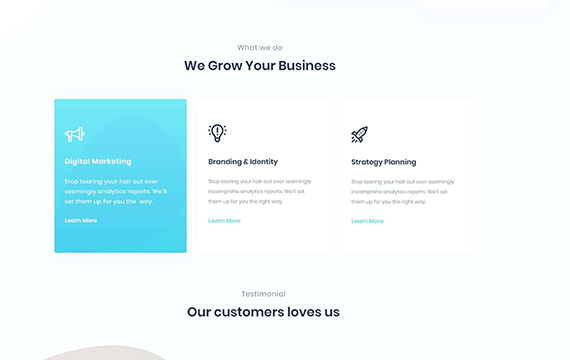 What we do
We Grow Your Business
Digital Marketing
Stop tearing your hair out over
seemingly analytics reports. We'll
set them up for you the way.
Learn More
Branding & Identity
Stop tearing your hair out over seemingly
incomprehe analytics reports. We'll set
them up for you the right way.
Learn More
Strategy Planning
Stop tearing your hair out over seemingly
incomprehe analytics reports. We'll set
them up for you the right way.
Learn More
Testimonial
Our customers loves us